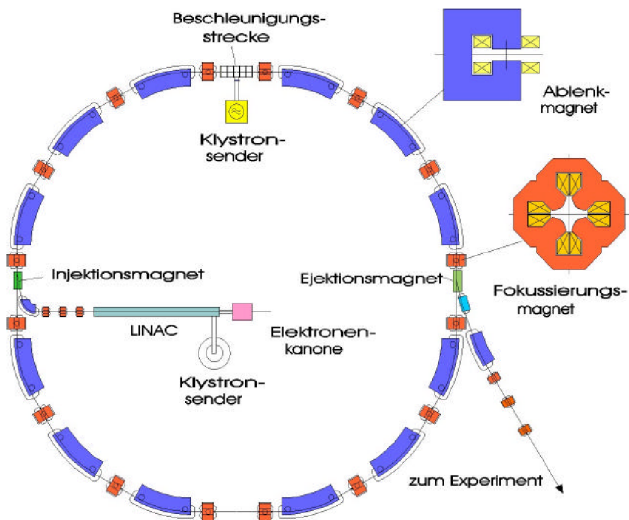 Beschleunigungs-
strecke
Klystron-
sender
Ablenk-
magnet
Injektionsmagnet
Ejektionsmagnet
Fokussierungs-
magnet
LINAC
Elektronen-
kanone
Klystron-
sender
zum Experiment